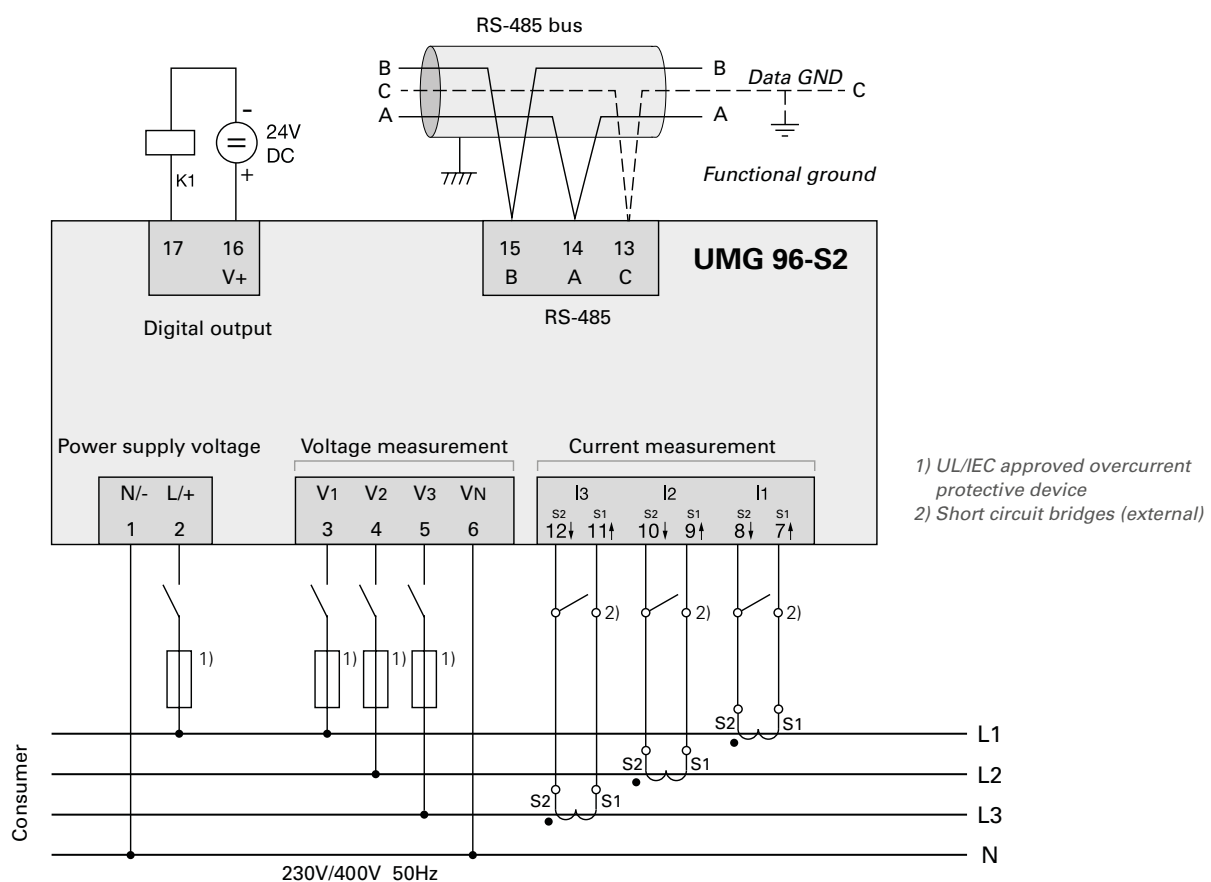 RS-485 bus
B B
C Data GND C
A A
- 24V
DC
+
K1
Functional ground
17 16
V+
15 14 13
B A C
UMG 96-S2
Digital output
RS-485
Power supply voltage
Voltage measurement
Current measurement
N/- L/+
1 2
V1 V2 V3 VN
3 4 5 6
I3 I2 I1
S2 S1 S2 S1 S2 S1
12 11 10 9 8 7
1) UL/IEC approved overcurrent
protective device
2) Short circuit bridges (external)
2) 2) 2)
1) 1) 1) 1)
S2 S1
L1
S2 S1
L2
S2 S1
L3
N
Consumer
230V/400V 50Hz